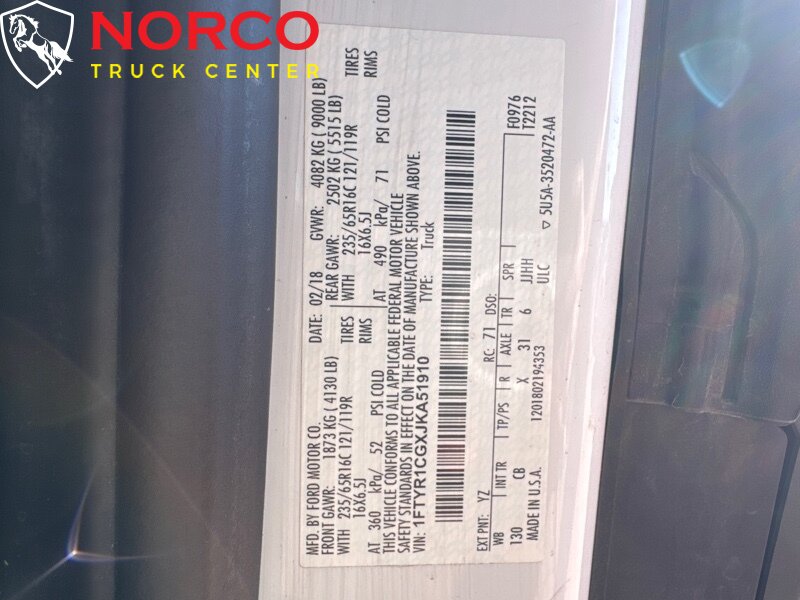 NORCO
TRUCK CENTER
MFD. BY FORD MOTOR CO.
DATE: 02/18
GVWR: 4082 KG ( 9000 LB)
FRONT GAWR: 1873 KG ( 4130 LB)
REAR GAWR: 2502 KG ( 5515 LB)
WITH 235/65R16C 121/119R TIRES
WITH 235/65R16C 121/119R TIRES
16X6.5J RIMS
16X6.5J RIMS
AT 360 kPa/ 52 PSI COLD
AT 490 kPa/ 71 PSI COLD
THIS VEHICLE CONFORMS TO ALL APPLICABLE FEDERAL MOTOR VEHICLE
SAFETY STANDARDS IN EFFECT ON THE DATE OF MANUFACTURE SHOWN ABOVE.
VIN: 1FTYR1CGXJKA51910
TYPE: Truck
EXT PNT: YZ RC: 71 DSO: F0976
WB INT TR TP/PS R AXLE TR SPR T2212
130 CB X 31 6 JJHH
ULC
MADE IN U.S.A. 1201802194353
▽ 5U5A-3520472-AA